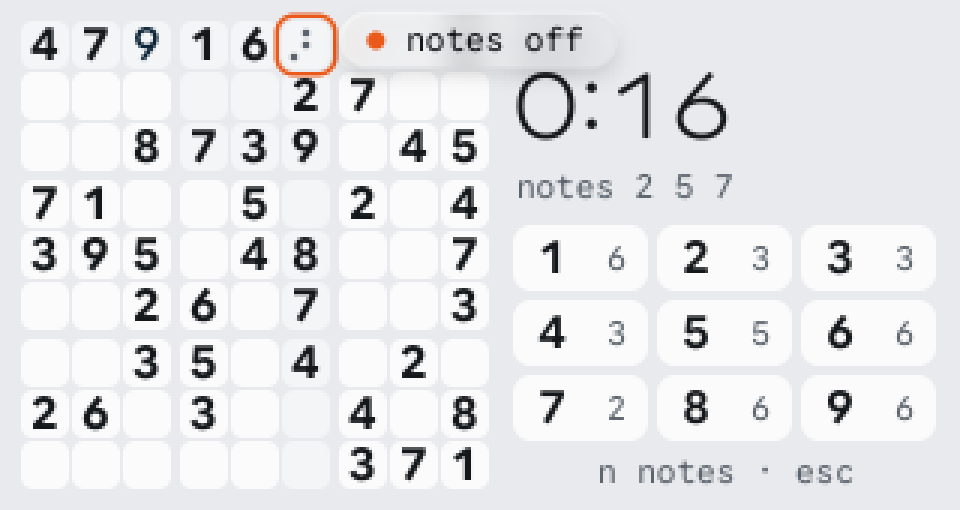 4 7 9 1 6 notes off
2 7
0:16
8 7 3 9 4 5
notes 2 5 7
7 1 5 2 4
3 9 5 4 8 7
2 6 7 3
3 5 4 2
2 6 3 4 8
3 7 1
1 6 2 3 3 3
4 3 5 5 6 6
7 2 8 6 9 6
n notes · esc